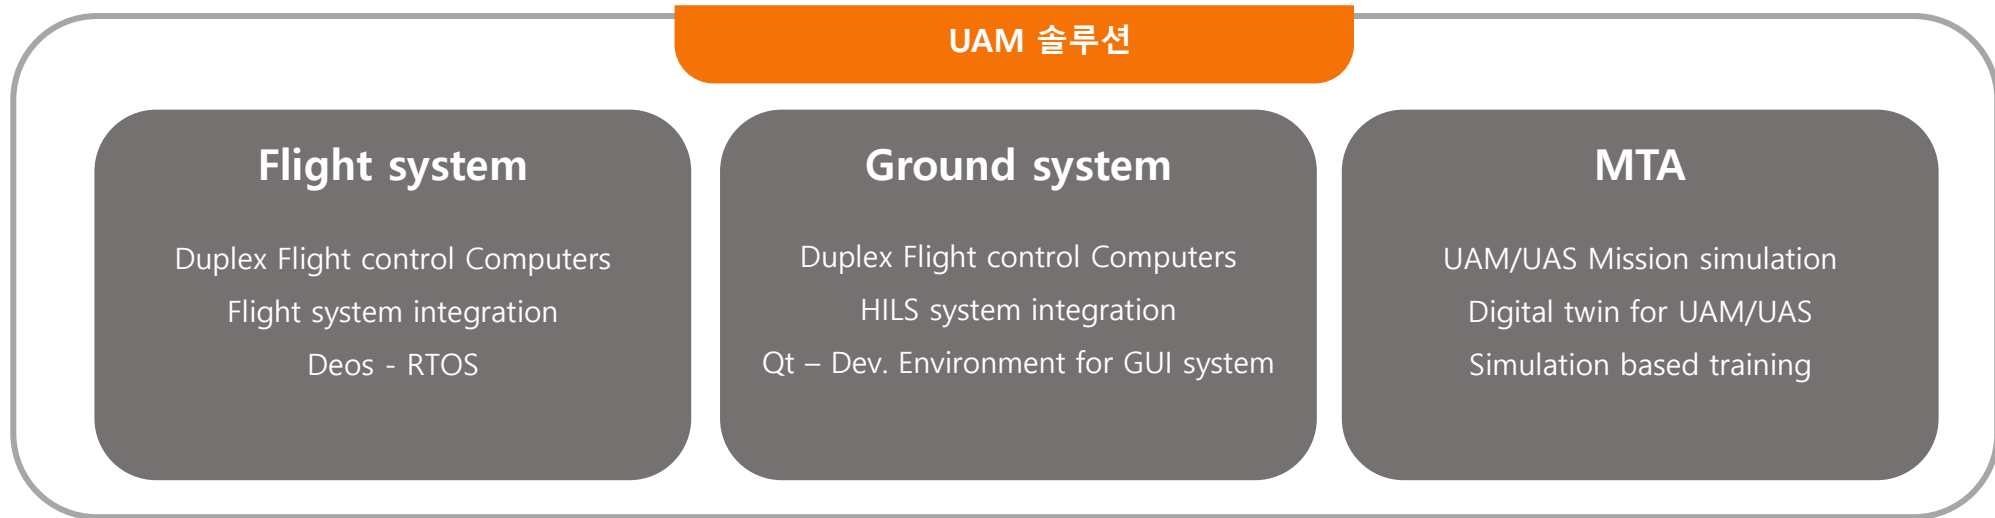 UAM 솔루션
Flight system
Duplex Flight control Computers
Flight system integration
Deos - RTOS
Ground system
Duplex Flight control Computers
HILS system integration
Qt – Dev. Environment for GUI system
MTA
UAM/UAS Mission simulation
Digital twin for UAM/UAS
Simulation based training